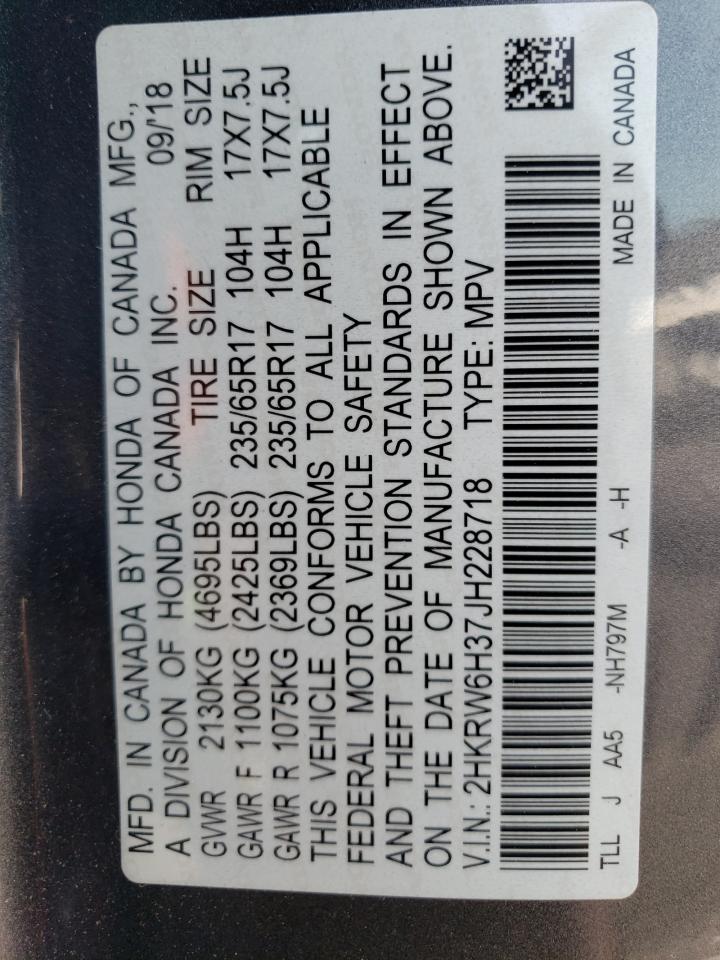 MFD. IN CANADA BY HONDA OF CANADA MFG.,
A DIVISION OF HONDA CANADA INC. 09/'18
GVWR 2130KG (4695LBS) TIRE SIZE RIM SIZE
GAWR F 1100KG (2425LBS) 235/65R17 104H 17X7.5J
GAWR R 1075KG (2369LBS) 235/65R17 104H 17X7.5J
THIS VEHICLE CONFORMS TO ALL APPLICABLE
FEDERAL MOTOR VEHICLE SAFETY
AND THEFT PREVENTION STANDARDS IN EFFECT
ON THE DATE OF MANUFACTURE SHOWN ABOVE.
V.I.N.: 2HKRW6H37JH228718 TYPE: MPV
TLL J AA5 -NH797M -A -H MADE IN CANADA